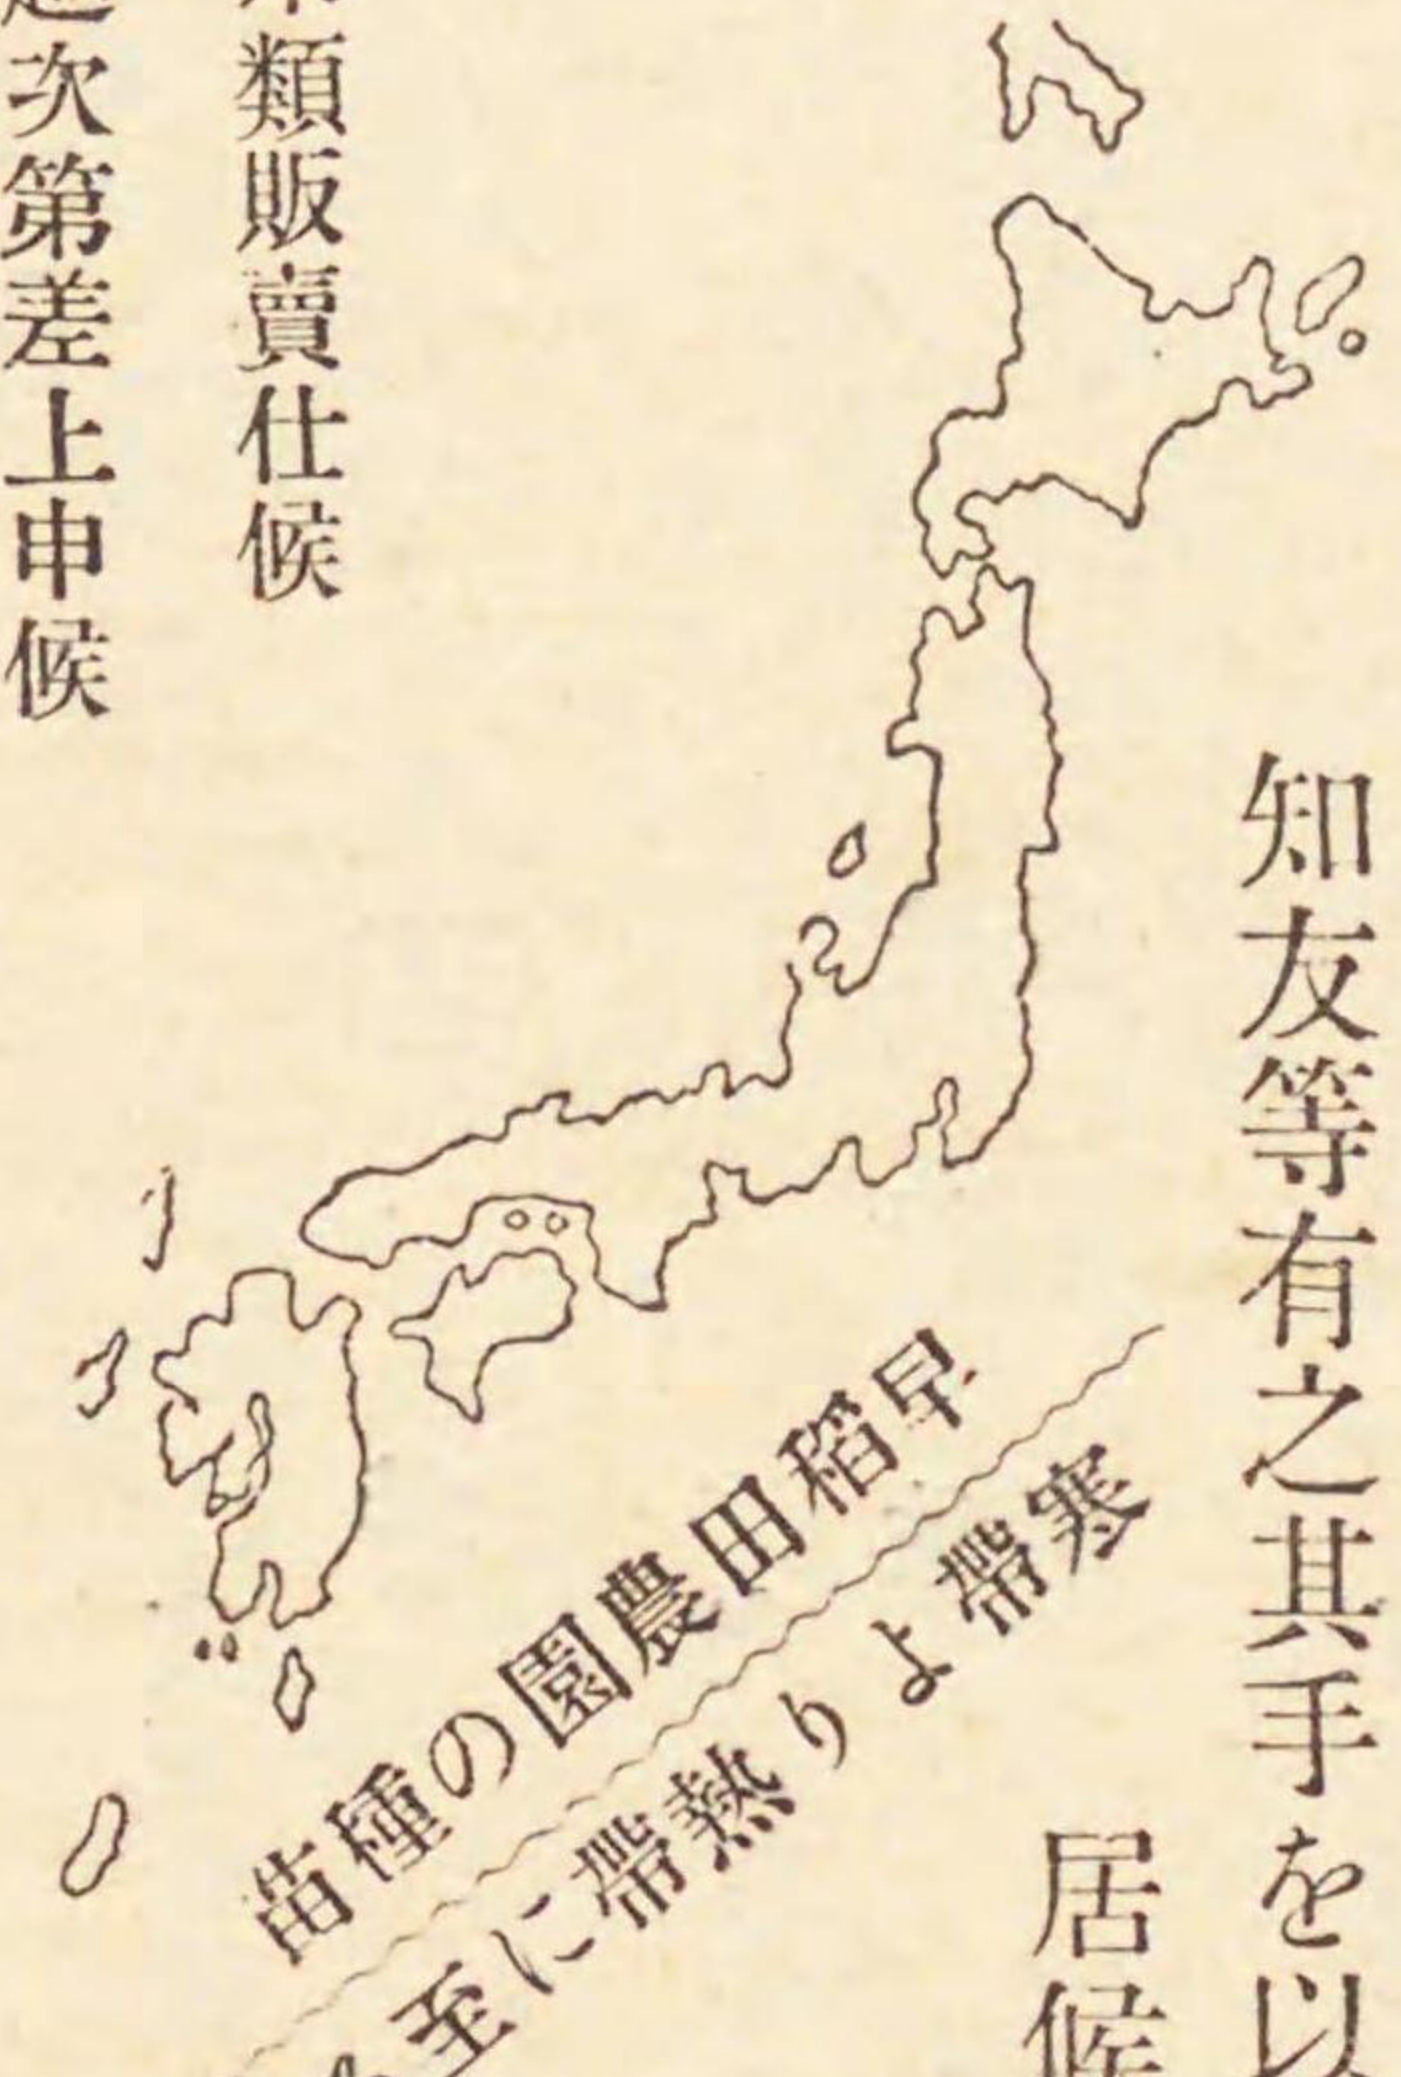 知友等有之其手を以
居候
早稻田農園の種苗
寒帶より熱帶に至
類販賣仕候
次第差上申候